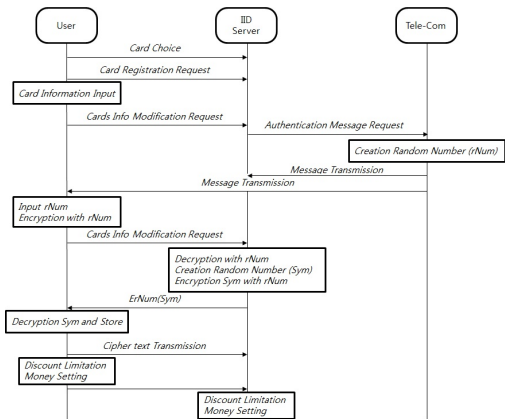 User
IID
Server
Tele-Com
Card Choice
Card Registration Request
Card Information Input
Cards Info Modification Request
Authentication Message Request
Creation Random Number (rNum)
Message Transmission
Message Transmission
Input rNum
Encryption with rNum
Cards Info Modification Request
Decryption with rNum
Creation Random Number (Sym)
Encryption Sym with rNum
ErNum(Sym)
Decryption Sym and Store
Cipher text Transmission
Discount Limitation
Money Setting
Discount Limitation
Money Setting